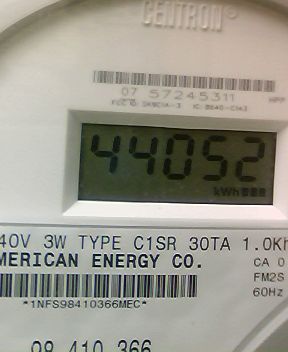 CENTRON®
07 57245311
44052
kWh
40V 3W TYPE C1SR 30TA 1.0Kh
MERICAN ENERGY CO.
CA 0
FM2S
60Hz
*1NFS98410366MEC*
98 410 366